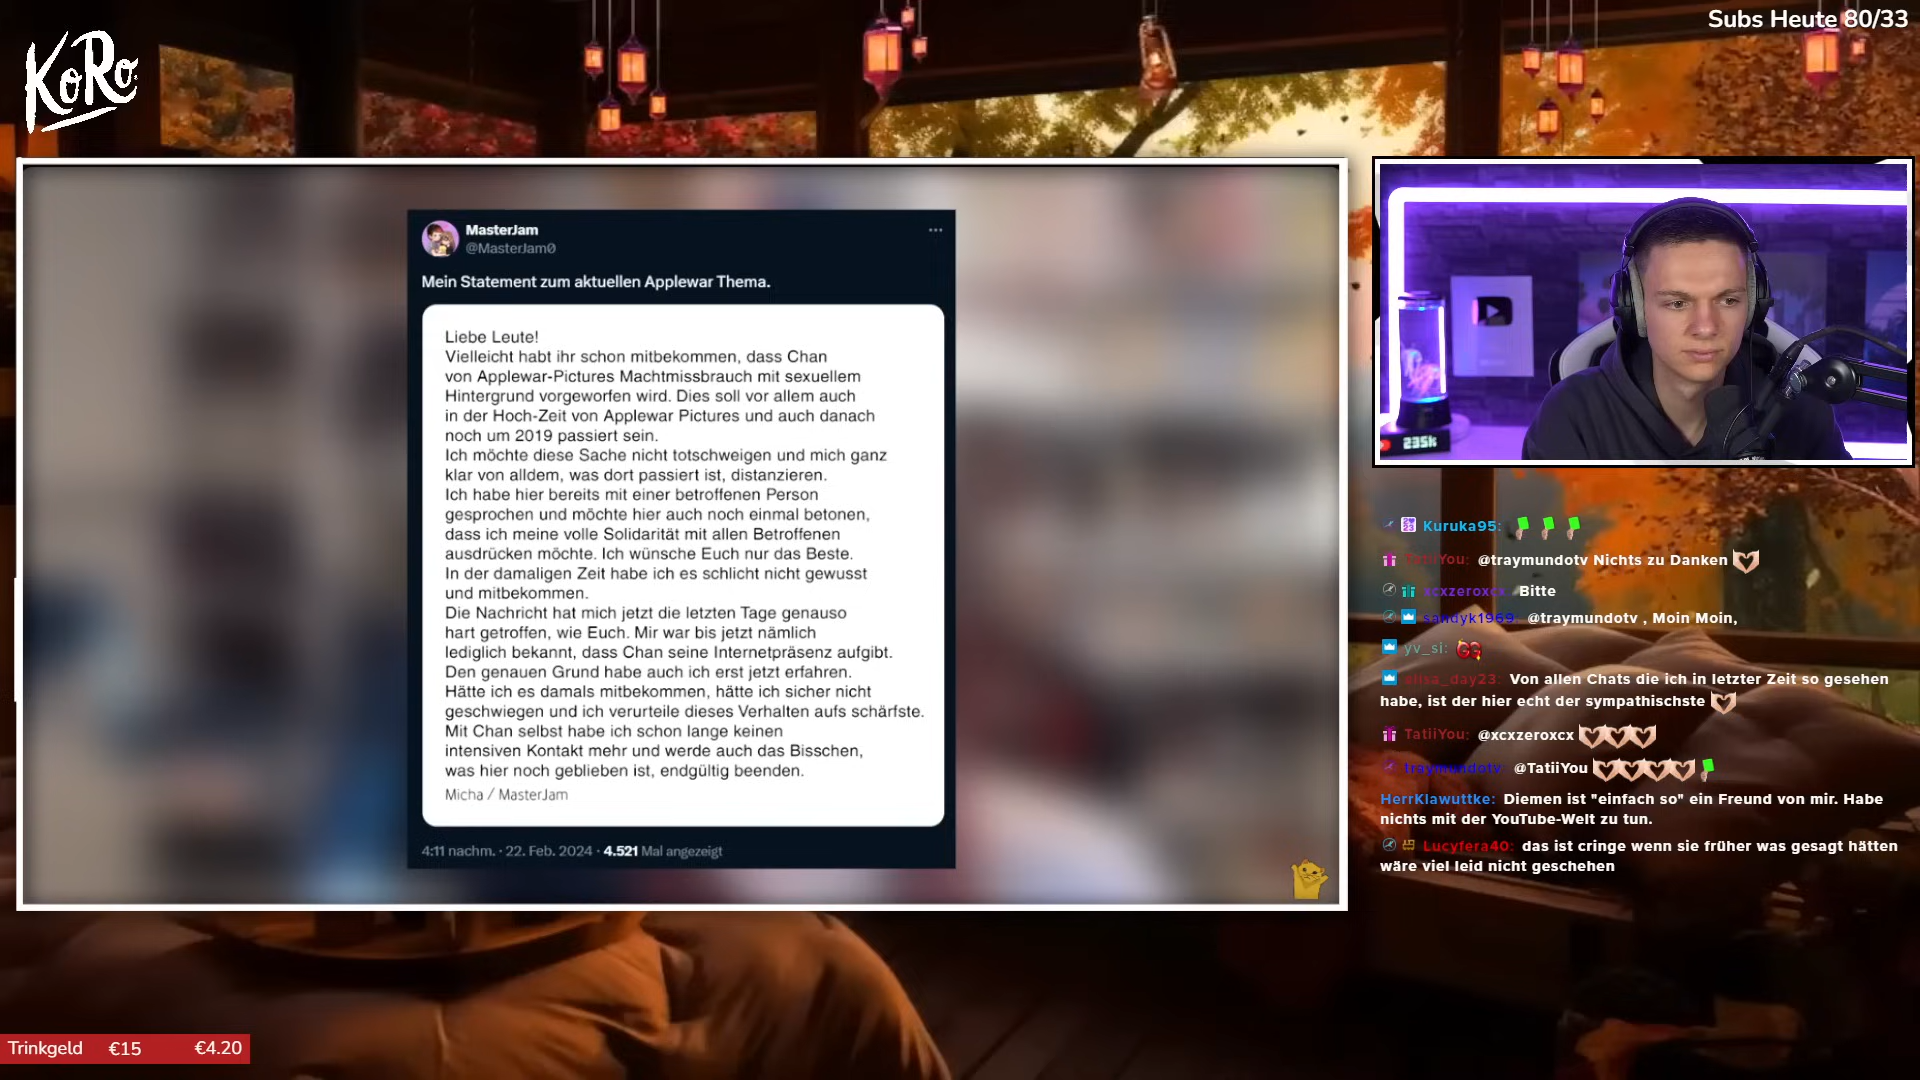 Subs Heute 80/33
KoRo
MasterJam
@MasterJam0
Mein Statement zum aktuellen Applewar Thema.
Liebe Leute!
Vielleicht habt ihr schon mitbekommen, dass Chan
von Applewar-Pictures Machtmissbrauch mit sexuellem
Hintergrund vorgeworfen wird. Dies soll vor allem auch
in der Hoch-Zeit von Applewar Pictures und auch danach
noch um 2019 passiert sein.
Ich möchte diese Sache nicht totschweigen und mich ganz
klar von alldem, was dort passiert ist, distanzieren.
Ich habe hier bereits mit einer betroffenen Person
gesprochen und möchte hier auch noch einmal betonen,
dass ich meine volle Solidarität mit allen Betroffenen
ausdrücken möchte. Ich wünsche Euch nur das Beste.
In der damaligen Zeit habe ich es schlicht nicht gewusst
und mitbekommen.
Die Nachricht hat mich jetzt die letzten Tage genauso
hart getroffen, wie Euch. Mir war bis jetzt nämlich
lediglich bekannt, dass Chan seine Internetpräsenz aufgibt.
Den genauen Grund habe auch ich erst jetzt erfahren.
Hätte ich es damals mitbekommen, hätte ich sicher nicht
geschwiegen und ich verurteile dieses Verhalten aufs schärfste.
Mit Chan selbst habe ich schon lange keinen
intensiven Kontakt mehr und werde auch das Bisschen,
was hier noch geblieben ist, endgültig beenden.
Micha / MasterJam
4:11 nachm. · 22. Feb. 2024 · 4.521 Mal angezeigt
235k
Kuruka95:
TatiiYou: @traymundotv Nichts zu Danken
xcxzeroxcx: Bitte
sandyk1969: @traymundotv , Moin Moin,
yv_si: GG
elisa_day23: Von allen Chats die ich in letzter Zeit so gesehen
habe, ist der hier echt der sympathischste
TatiiYou: @xcxzeroxcx
traymundotv: @TatiiYou
HerrKlawuttke: Diemen ist "einfach so" ein Freund von mir. Habe
nichts mit der YouTube-Welt zu tun.
Lucyfera40: das ist cringe wenn sie früher was gesagt hätten
wäre viel leid nicht geschehen
Trinkgeld €15 €4.20